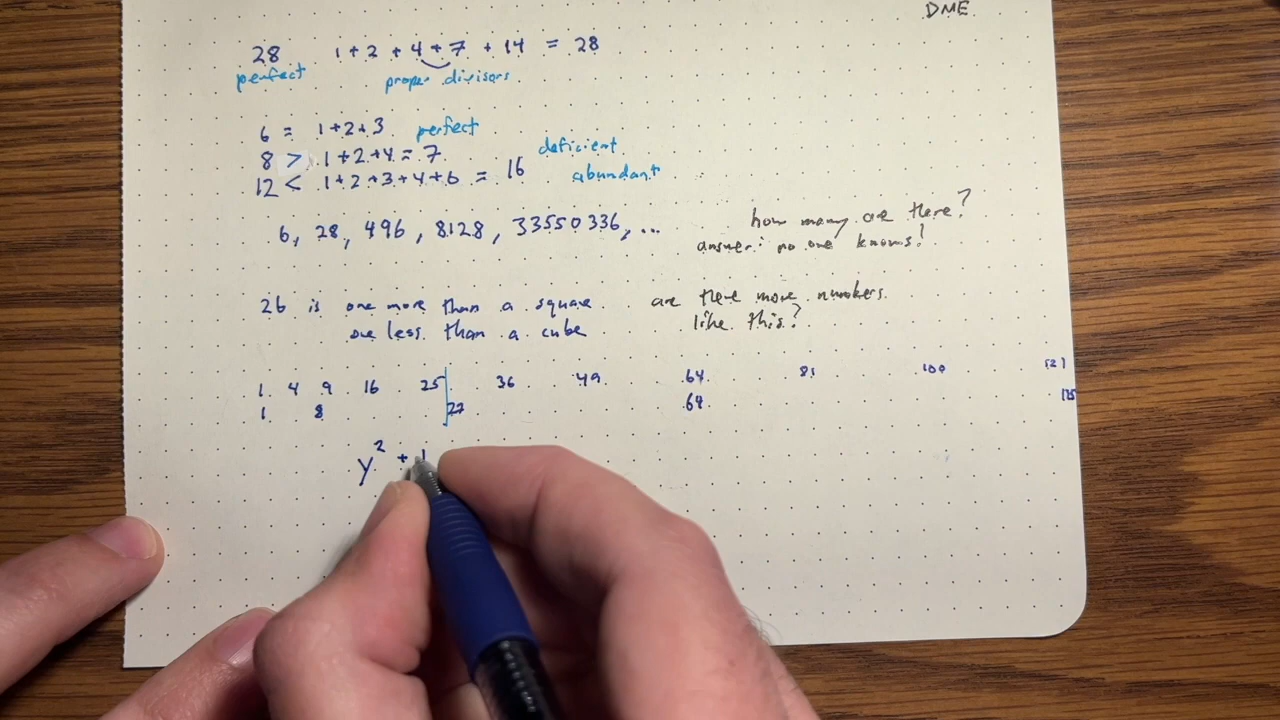 DME
28 1+2+4+7+14 = 28
perfect proper divisors
6 = 1+2+3 perfect
8 > 1+2+4=7 deficient
12 < 1+2+3+4+6 = 16 abundant
6, 28, 496, 8128, 33550336, ...
how many are there?
answer: no one knows!
26 is one more than a square
one less than a cube
are there more numbers
like this?
1 4 9 16 25 36 49 64 81 100 121
1 8 27 64 125
y² + 1